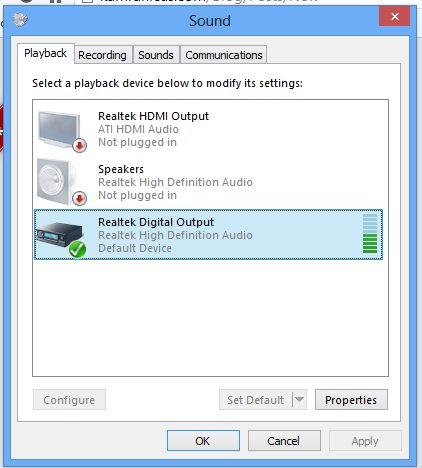 Sound
Playback
Recording
Sounds
Communications
Select a playback device below to modify its settings:
Realtek HDMI Output
ATI HDMI Audio
Not plugged in
Speakers
Realtek High Definition Audio
Not plugged in
Realtek Digital Output
Realtek High Definition Audio
Default Device
Configure
Set Default
Properties
OK
Cancel
Apply